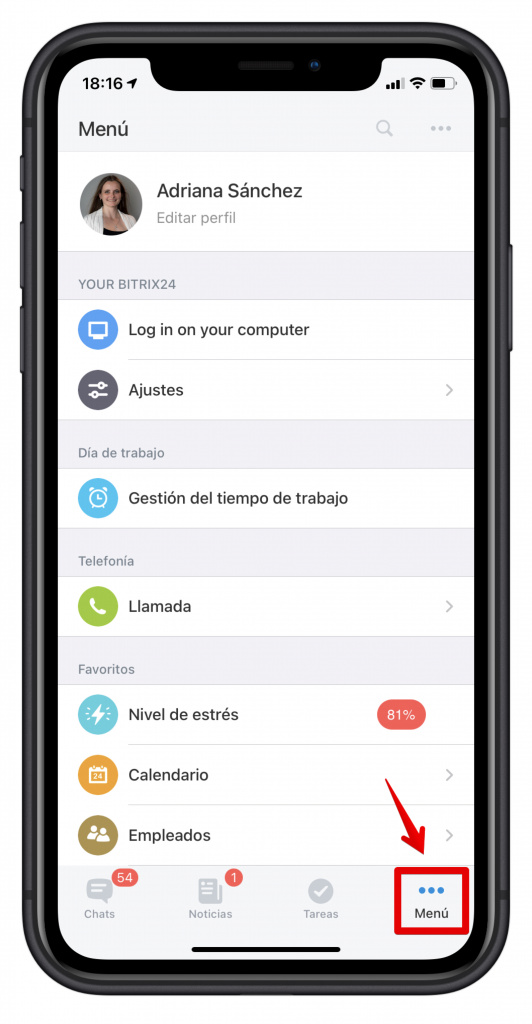 18:16
Menú
Adriana Sánchez
Editar perfil
YOUR BITRIX24
Log in on your computer
Ajustes
Día de trabajo
Gestión del tiempo de trabajo
Telefonía
Llamada
Favoritos
Nivel de estrés 81%
24
Calendario
Empleados
54 1
Chats Noticias Tareas Menú